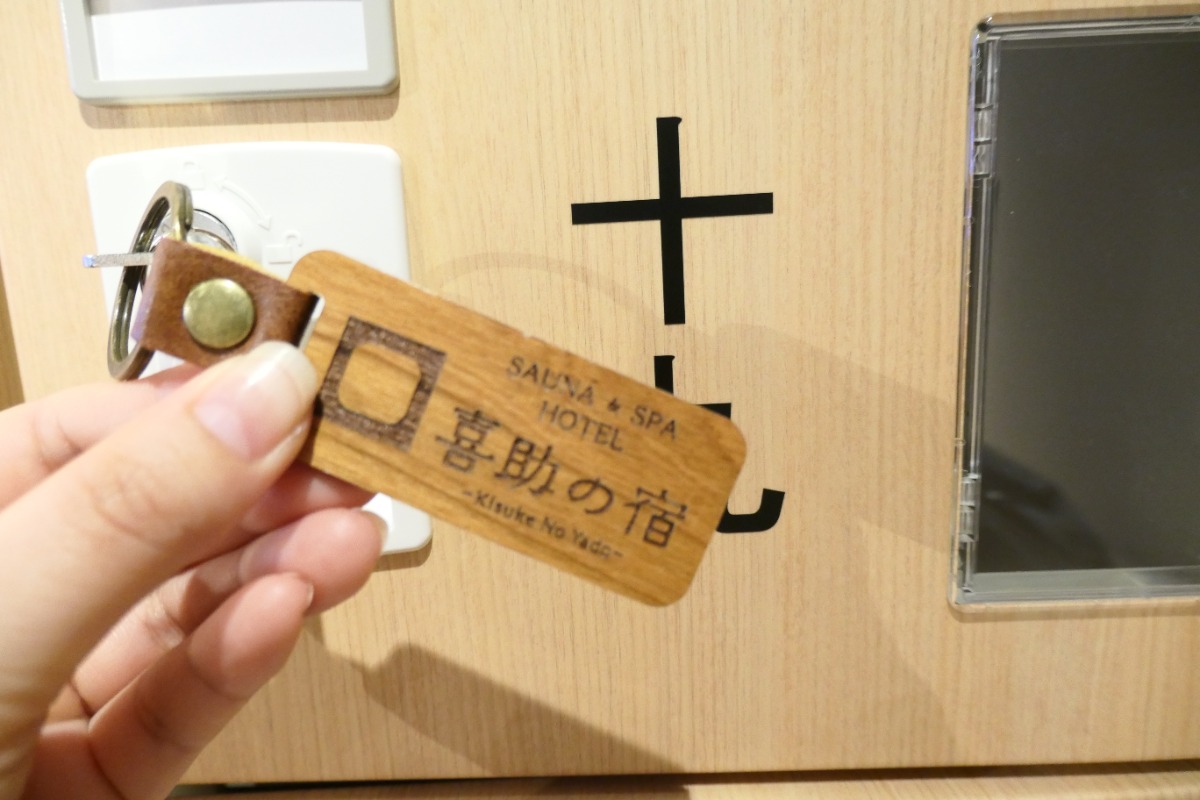 十
SAUNA & SPA
HOTEL
喜助の宿
~Kisuke No Yado~